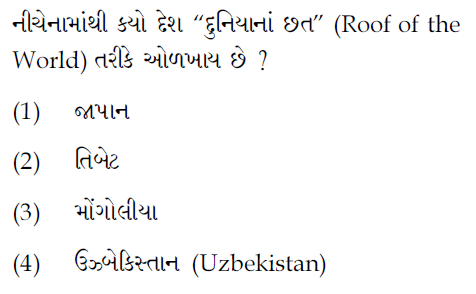 નીચેનામાંથી કયો દેશ “દુનિયાનાં છત” (Roof of the
World) તરીકે ઓળખાય છે ?
(1) જાપાન
(2) તિબેટ
(3) મોંગોલીયા
(4) ઉઝ્બેકિસ્તાન (Uzbekistan)